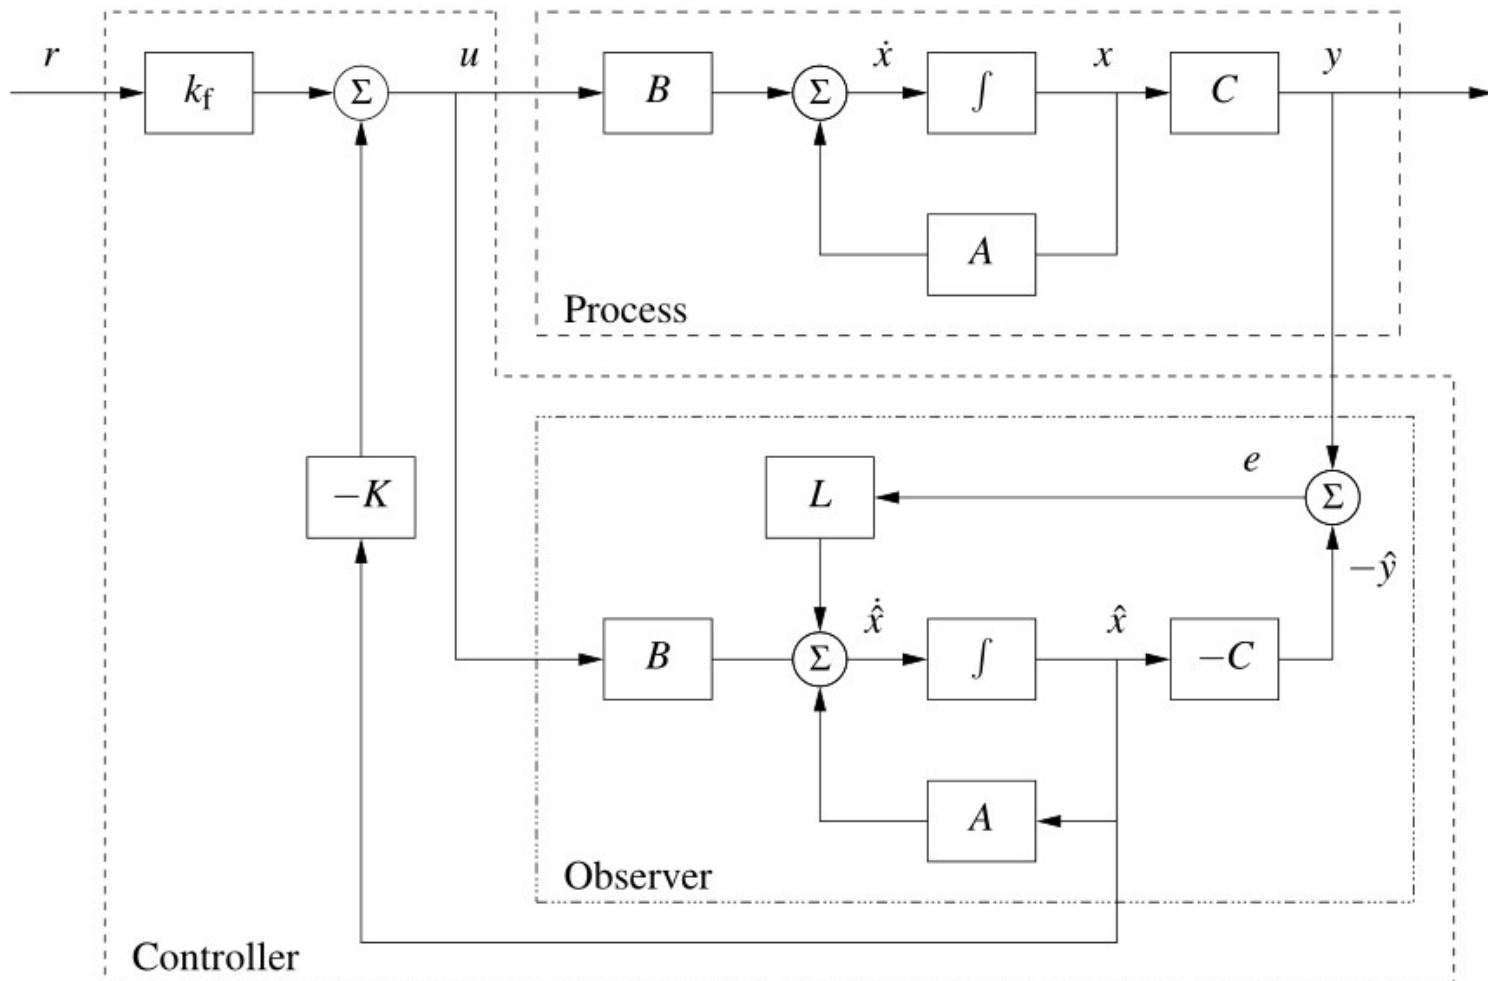 r
k_f
Σ
u
B
Σ
ẋ
∫
x
C
y
A
Process
−K
L
e
Σ
−ŷ
B
Σ
x̂̇
∫
x̂
−C
A
Observer
Controller